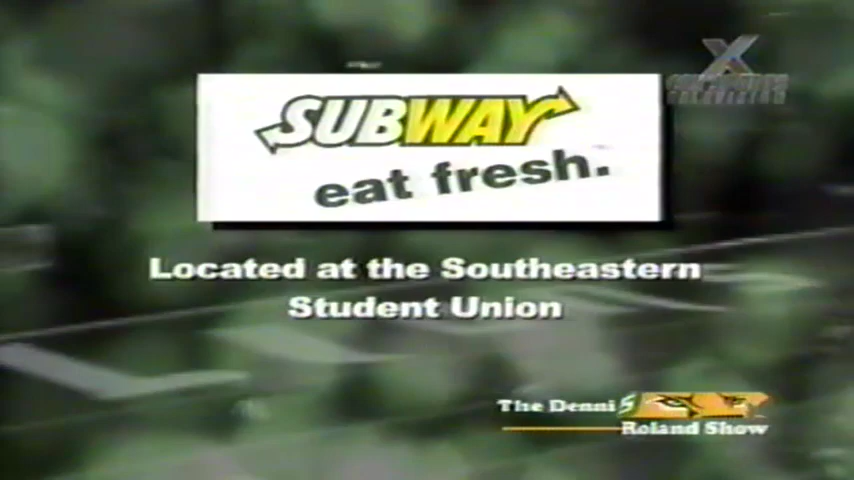 SUBWAY
eat fresh.
Located at the Southeastern
Student Union
The Dennis
Roland Show